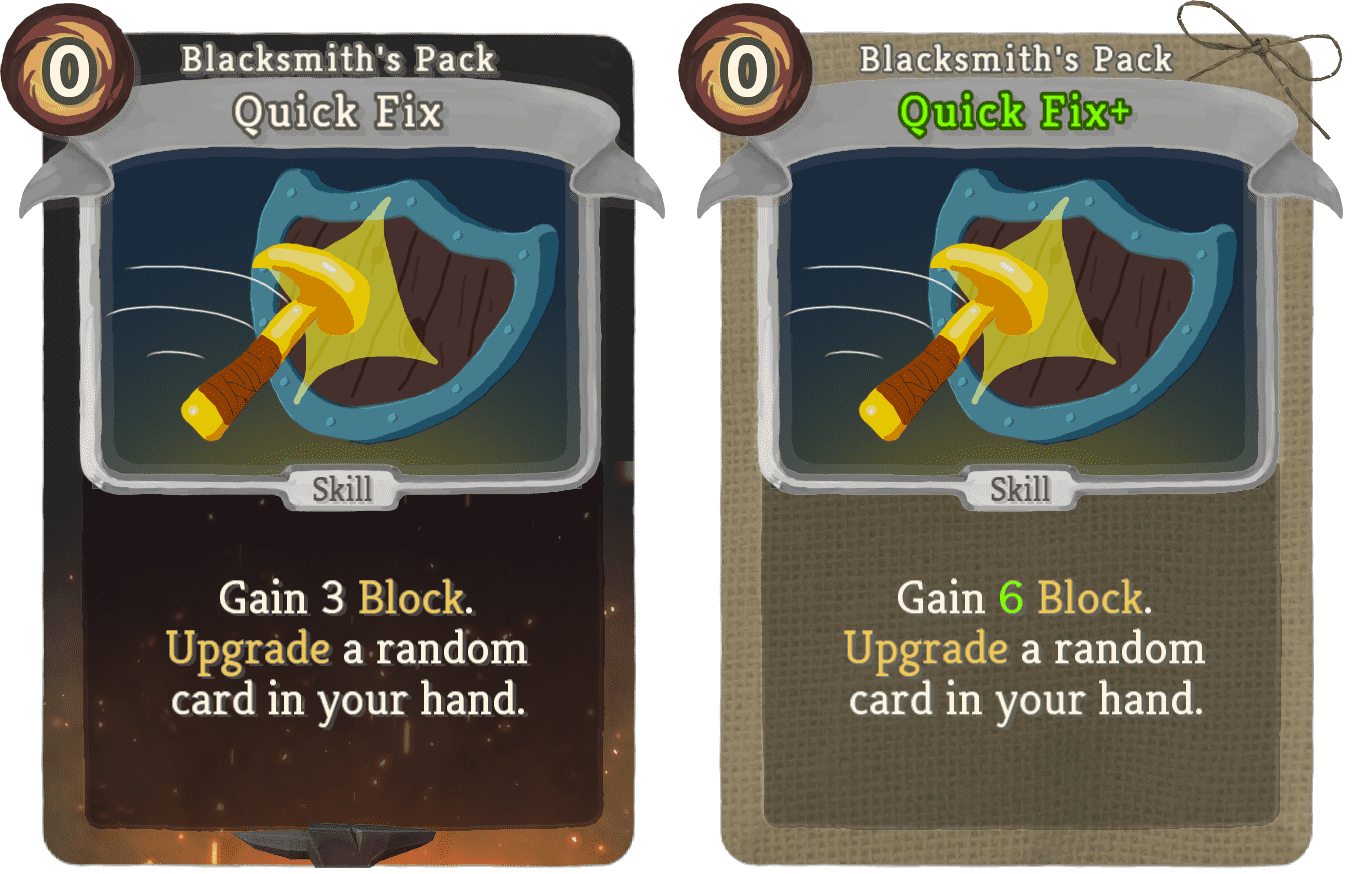 0
Blacksmith's Pack
Quick Fix
Skill
Gain 3 Block.
Upgrade a random
card in your hand.
0
Blacksmith's Pack
Quick Fix+
Skill
Gain 6 Block.
Upgrade a random
card in your hand.